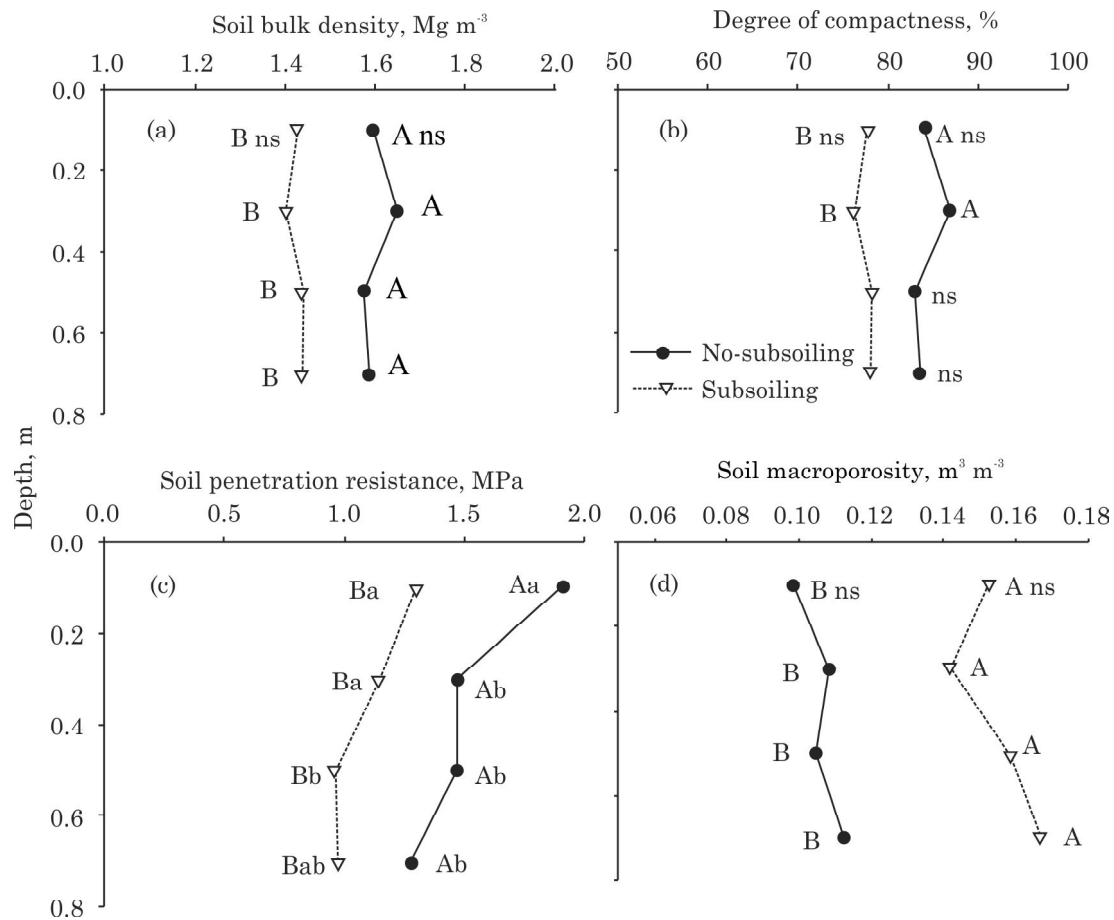 Soil bulk density, Mg m⁻³
1.0 1.2 1.4 1.6 1.8 2.0
0.0
0.2
0.4
0.6
0.8
(a)
B ns
A ns
B
A
B
A
B
A
Degree of compactness, %
50 60 70 80 90 100
(b)
B ns
A ns
B
A
ns
ns
No-subsoiling
Subsoiling
Depth, m
Soil penetration resistance, MPa
0.0 0.5 1.0 1.5 2.0
0.0
0.2
0.4
0.6
0.8
(c)
Ba
Aa
Ba
Ab
Bb
Ab
Bab
Ab
Soil macroporosity, m³ m⁻³
0.06 0.08 0.10 0.12 0.14 0.16 0.18
(d)
B ns
A ns
B
A
B
A
B
A